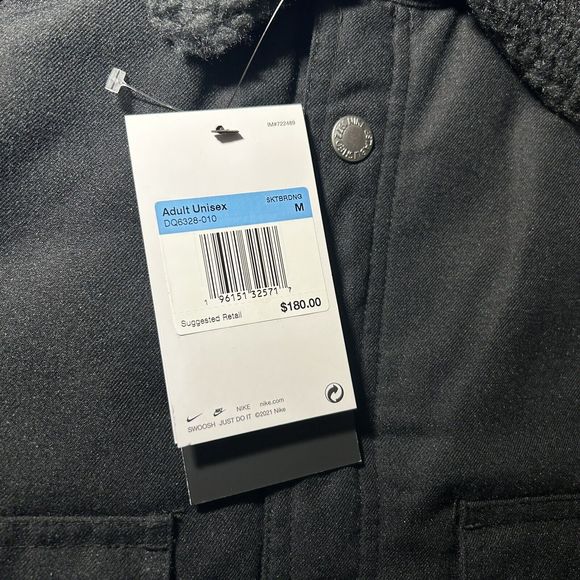 IM#722489
Adult Unisex SKTBRDNG
DQ6328-010 M
1 96151 32571 7
Suggested Retail $180.00
NIKE nike.com
SWOOSH JUST DO IT ©2021 Nike